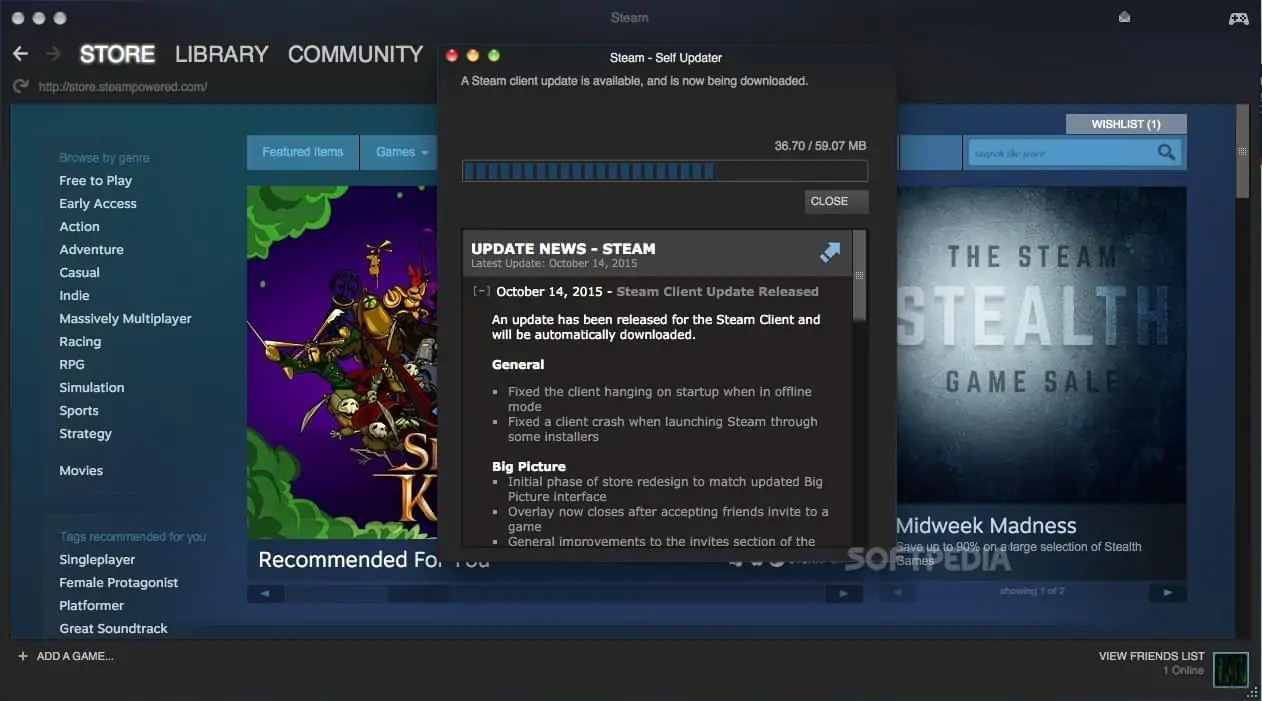 Steam
STORE LIBRARY COMMUNITY
http://store.steampowered.com/
Steam - Self Updater
A Steam client update is available, and is now being downloaded.
36.70 / 59.07 MB
CLOSE
UPDATE NEWS - STEAM
Latest Update: October 14, 2015
[-] October 14, 2015 - Steam Client Update Released
An update has been released for the Steam Client and
will be automatically downloaded.
General
▪ Fixed the client hanging on startup when in offline
mode
▪ Fixed a client crash when launching Steam through
some installers
Big Picture
▪ Initial phase of store redesign to match updated Big
Picture interface
▪ Overlay now closes after accepting friends invite to a
game
▪ General improvements to the invites section of the
WISHLIST (1)
Featured Items
Games
search the store
Browse by genre
Free to Play
Early Access
Action
Adventure
Casual
Indie
Massively Multiplayer
Racing
RPG
Simulation
Sports
Strategy
Movies
Tags recommended for you
Singleplayer
Female Protagonist
Platformer
Great Soundtrack
Recommended For You
THE STEAM
STEALTH
GAME SALE
Midweek Madness
Save up to 90% on a large selection of Stealth
Games
SOFTPEDIA
showing 1 of 2
+ ADD A GAME...
VIEW FRIENDS LIST
1 Online